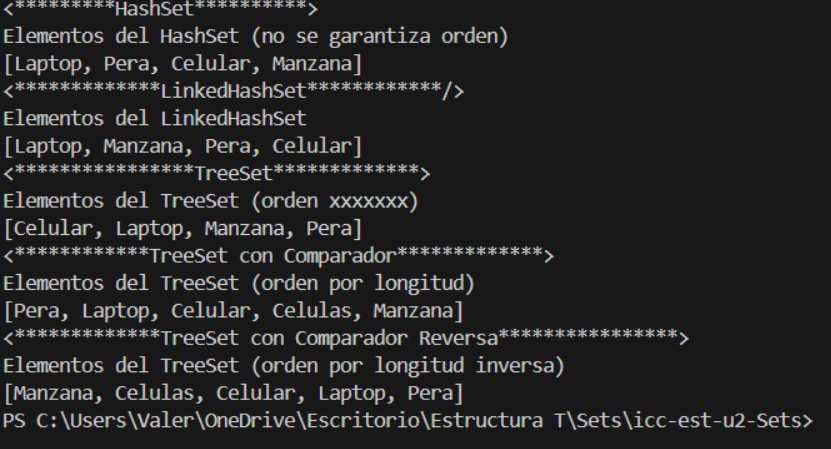 <*********HashSet**********>
Elementos del HashSet (no se garantiza orden)
[Laptop, Pera, Celular, Manzana]
<*************LinkedHashSet************/>
Elementos del LinkedHashSet
[Laptop, Manzana, Pera, Celular]
<****************TreeSet*************>
Elementos del TreeSet (orden xxxxxxx)
[Celular, Laptop, Manzana, Pera]
<************TreeSet con Comparador*************>
Elementos del TreeSet (orden por longitud)
[Pera, Laptop, Celular, Celulas, Manzana]
<*************TreeSet con Comparador Reversa****************>
Elementos del TreeSet (orden por longitud inversa)
[Manzana, Celulas, Celular, Laptop, Pera]
PS C:\Users\Valer\OneDrive\Escritorio\Estructura T\Sets\icc-est-u2-Sets>